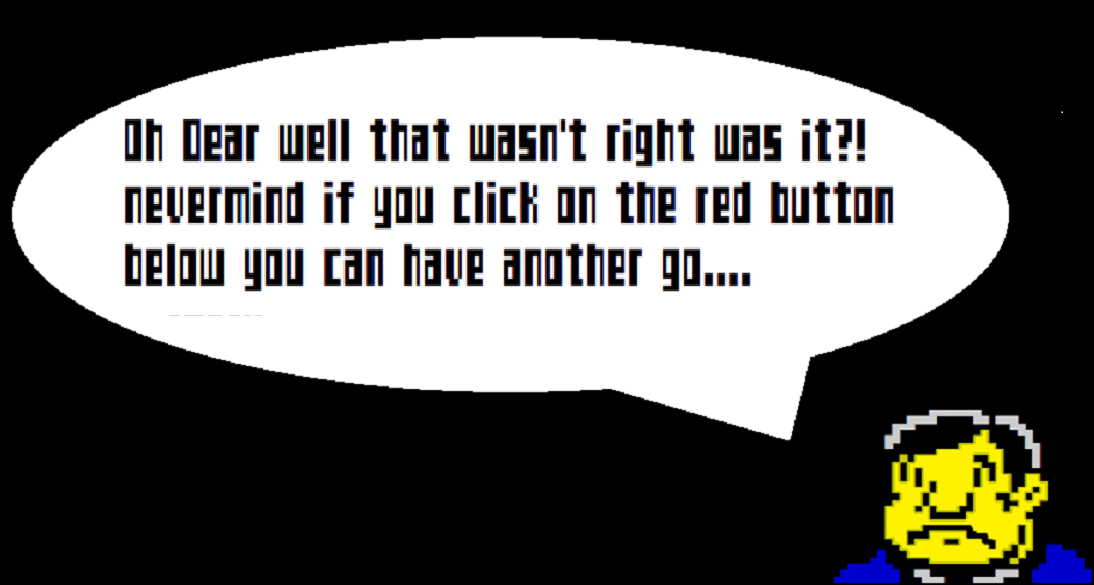 Oh Dear well that wasn't right was it?!
nevermind if you click on the red button
below you can have another go....